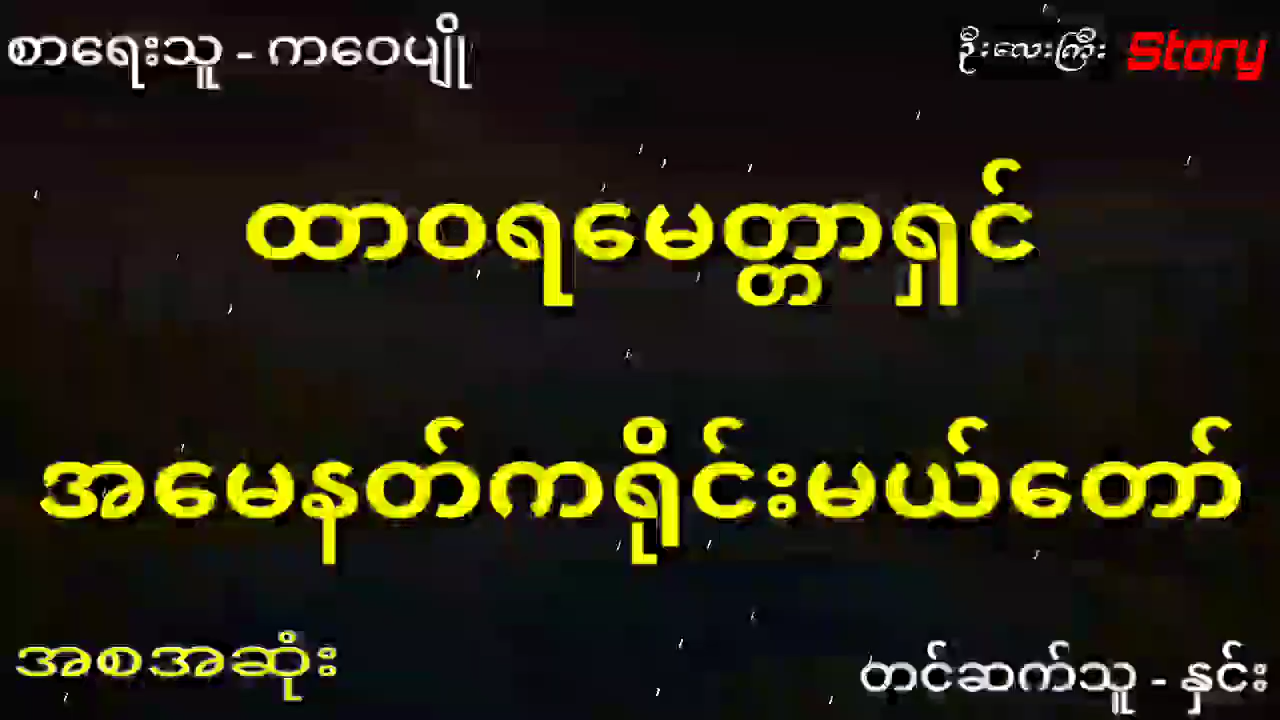 စာရေးသူ - ကဝေပျို
ဦးလေးကြီး Story
ထာဝရမေတ္တာရှင်
အမေနတ်ကရိုင်းမယ်တော်
အစအဆုံး
တင်ဆက်သူ - နှင်း